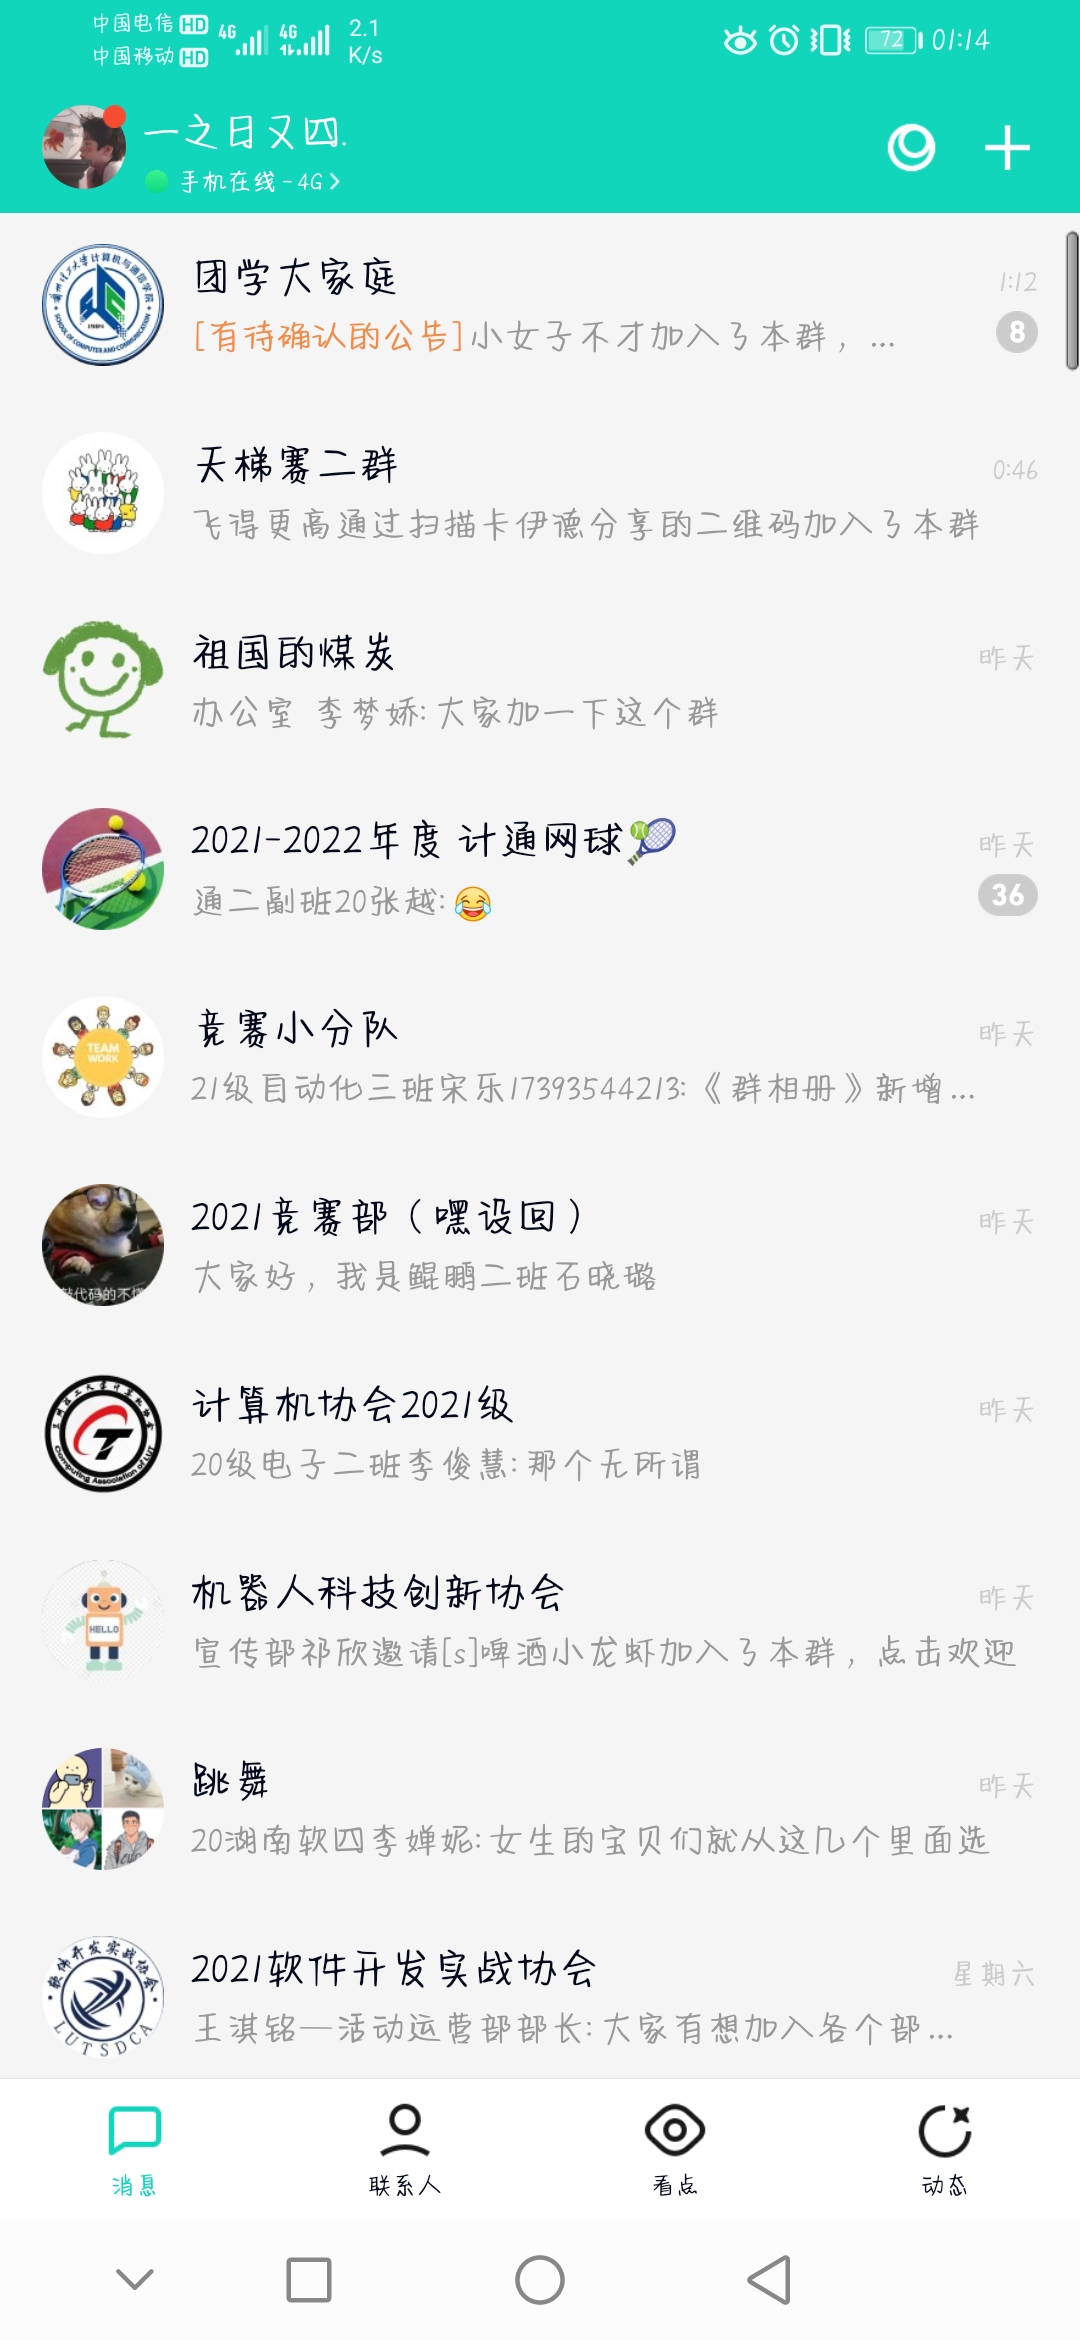 中国电信 HD 4G 4G 2.1 72 01:14
中国移动 HD K/s
一之日又四.
手机在线 - 4G
团学大家庭 1:12
[有待确认的公告]小女子不才加入了本群，... 8
天梯赛二群 0:46
飞得更高通过扫描卡伊德分享的二维码加入了本群
祖国的煤炭 昨天
办公室 李梦娇: 大家加一下这个群
2021-2022年度 计通网球🎾 昨天
通二副班20张越: 😂 36
TEAM WORK
竞赛小分队 昨天
21级自动化三班宋乐17393544213:《群相册》新增...
2021竞赛部（嘿设回） 昨天
大家好，我是鲲鹏二班石晓璐
计算机协会2021级 昨天
20级电子二班李俊慧: 那个无所谓
Computing Association of LUT
机器人科技创新协会 昨天
HELLO
宣传部祁欣邀请[s]啤酒小龙虾加入了本群，点击欢迎
跳舞 昨天
20湖南软四李婵妮: 女生的宝贝们就从这几个里面选
软件开发实战协会
LUTSDCA
2021软件开发实战协会 星期六
王淇铭—活动运营部部长: 大家有想加入各个部...
消息 联系人 看点 动态